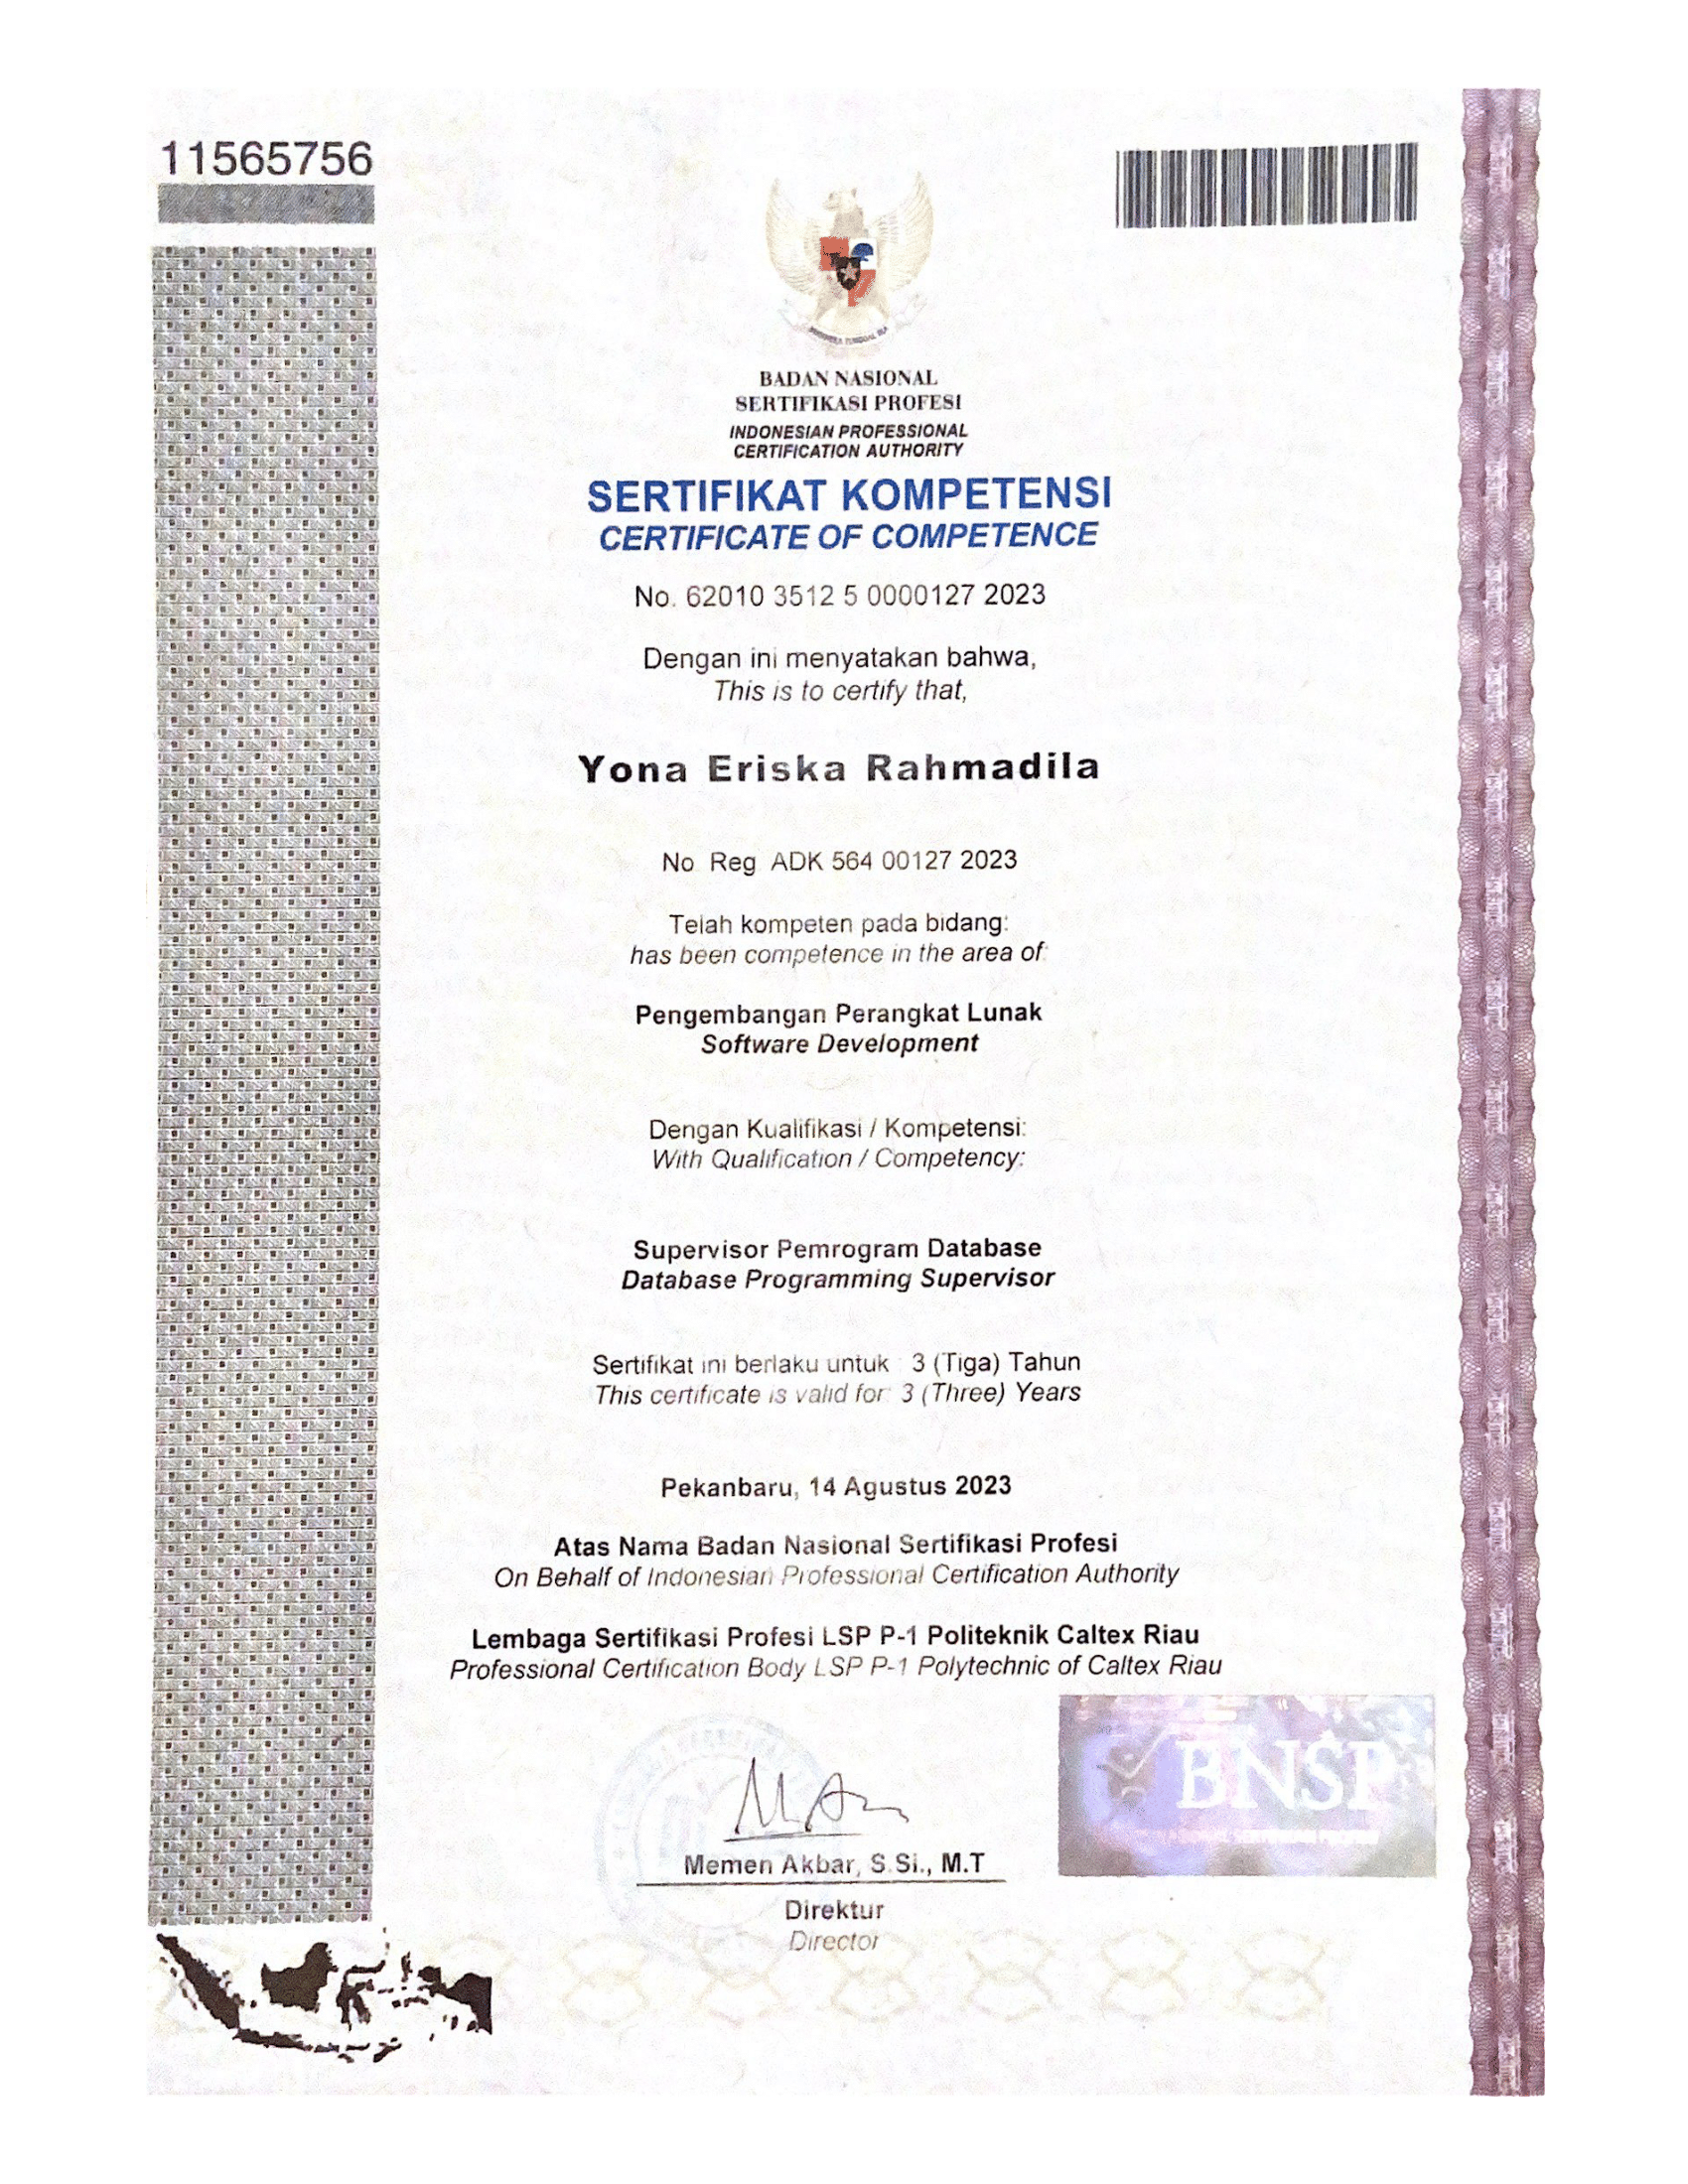 11565756
BADAN NASIONAL
SERTIFIKASI PROFESI
INDONESIAN PROFESSIONAL
CERTIFICATION AUTHORITY
SERTIFIKAT KOMPETENSI
CERTIFICATE OF COMPETENCE
No. 62010 3512 5 0000127 2023
Dengan ini menyatakan bahwa,
This is to certify that,
Yona Eriska Rahmadila
No Reg ADK 564 00127 2023
Telah kompeten pada bidang:
has been competence in the area of:
Pengembangan Perangkat Lunak
Software Development
Dengan Kualifikasi / Kompetensi:
With Qualification / Competency:
Supervisor Pemrogram Database
Database Programming Supervisor
Sertifikat ini berlaku untuk 3 (Tiga) Tahun
This certificate is valid for: 3 (Three) Years
Pekanbaru, 14 Agustus 2023
Atas Nama Badan Nasional Sertifikasi Profesi
On Behalf of Indonesian Professional Certification Authority
Lembaga Sertifikasi Profesi LSP P-1 Politeknik Caltex Riau
Professional Certification Body LSP P-1 Polytechnic of Caltex Riau
BNSP
Memen Akbar, S.Si., M.T
Direktur
Director